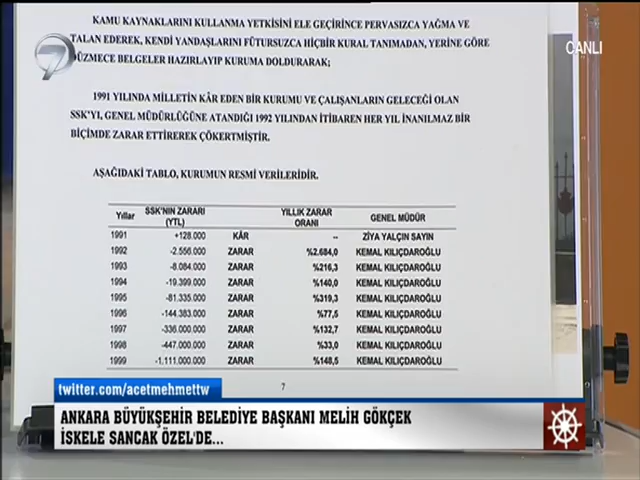 KAMU KAYNAKLARINI KULLANMA YETKİSİNİ ELE GEÇİRİNCE PERVASIZCA YAĞMA VE
TALAN EDEREK, KENDİ YANDAŞLARINI FÜTURSUZCA HİÇBİR KURAL TANIMADAN, YERİNE GÖRE
DÜZMECE BELGELER HAZIRLAYIP KURUMA DOLDURARAK;
7
CANLI
1991 YILINDA MİLLETİN KÂR EDEN BİR KURUMU VE ÇALIŞANLARIN GELECEĞİ OLAN
SSK'YI, GENEL MÜDÜRLÜĞÜNE ATANDIĞI 1992 YILINDAN İTİBAREN HER YIL İNANILMAZ BİR
BİÇİMDE ZARAR ETTİREREK ÇÖKERTMİŞTİR.
AŞAĞIDAKİ TABLO, KURUMUN RESMİ VERİLERİDİR.
Yıllar SSK'NIN ZARARI (YTL) YILLIK ZARAR ORANI GENEL MÜDÜR
1991 +128.000 KÂR -- ZİYA YALÇIN SAYIN
1992 -2.556.000 ZARAR %2.684,0 KEMAL KILIÇDAROĞLU
1993 -8.084.000 ZARAR %216,3 KEMAL KILIÇDAROĞLU
1994 -19.399.000 ZARAR %140,0 KEMAL KILIÇDAROĞLU
1995 -81.335.000 ZARAR %319,3 KEMAL KILIÇDAROĞLU
1996 -144.383.000 ZARAR %77,5 KEMAL KILIÇDAROĞLU
1997 -336.000.000 ZARAR %132,7 KEMAL KILIÇDAROĞLU
1998 -447.000.000 ZARAR %33,0 KEMAL KILIÇDAROĞLU
1999 -1.111.000.000 ZARAR %148,5 KEMAL KILIÇDAROĞLU
7
twitter.com/acetmehmettw
ANKARA BÜYÜKŞEHİR BELEDİYE BAŞKANI MELİH GÖKÇEK
İSKELE SANCAK ÖZEL'DE...